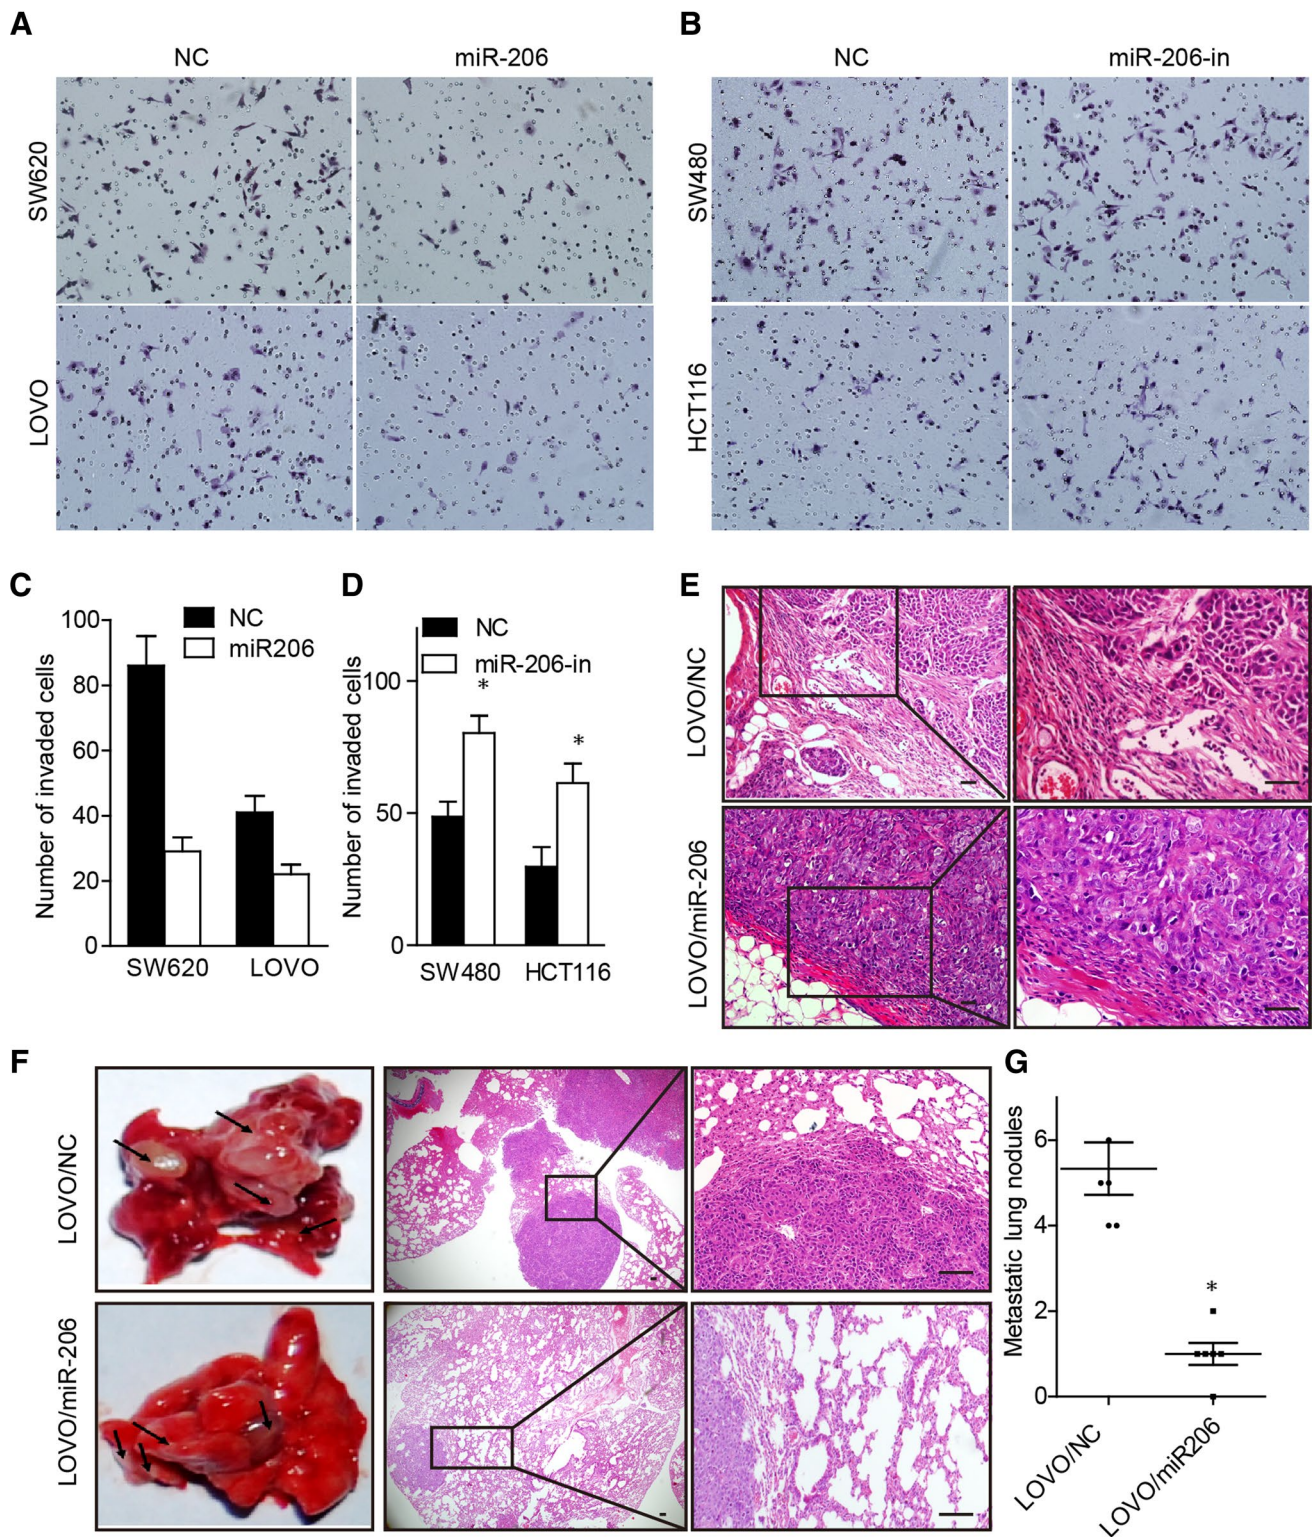 A
NC
miR-206
SW620
LOVO
B
NC
miR-206-in
SW480
HCT116
C
NC
miR206
Number of invaded cells
100
80
60
40
20
0
SW620
LOVO
D
NC
miR-206-in
Number of invaded cells
100
50
0
*
*
SW480
HCT116
E
LOVO/NC
LOVO/miR-206
F
LOVO/NC
LOVO/miR-206
G
Metastatic lung nodules
6
4
2
0
*
LOVO/NC
LOVO/miR206